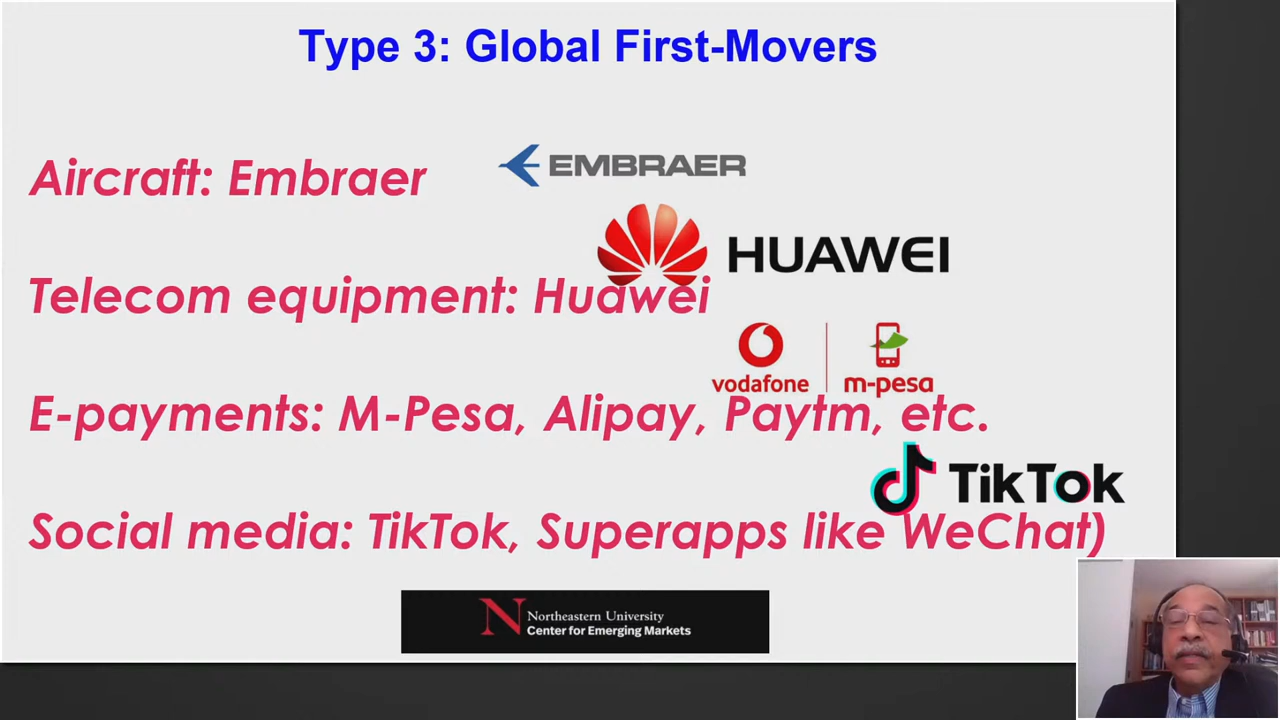 Type 3: Global First-Movers
Aircraft: Embraer
EMBRAER
HUAWEI
Telecom equipment: Huawei
vodafone
m-pesa
E-payments: M-Pesa, Alipay, Paytm, etc.
TikTok
Social media: TikTok, Superapps like WeChat)
N Northeastern University
Center for Emerging Markets